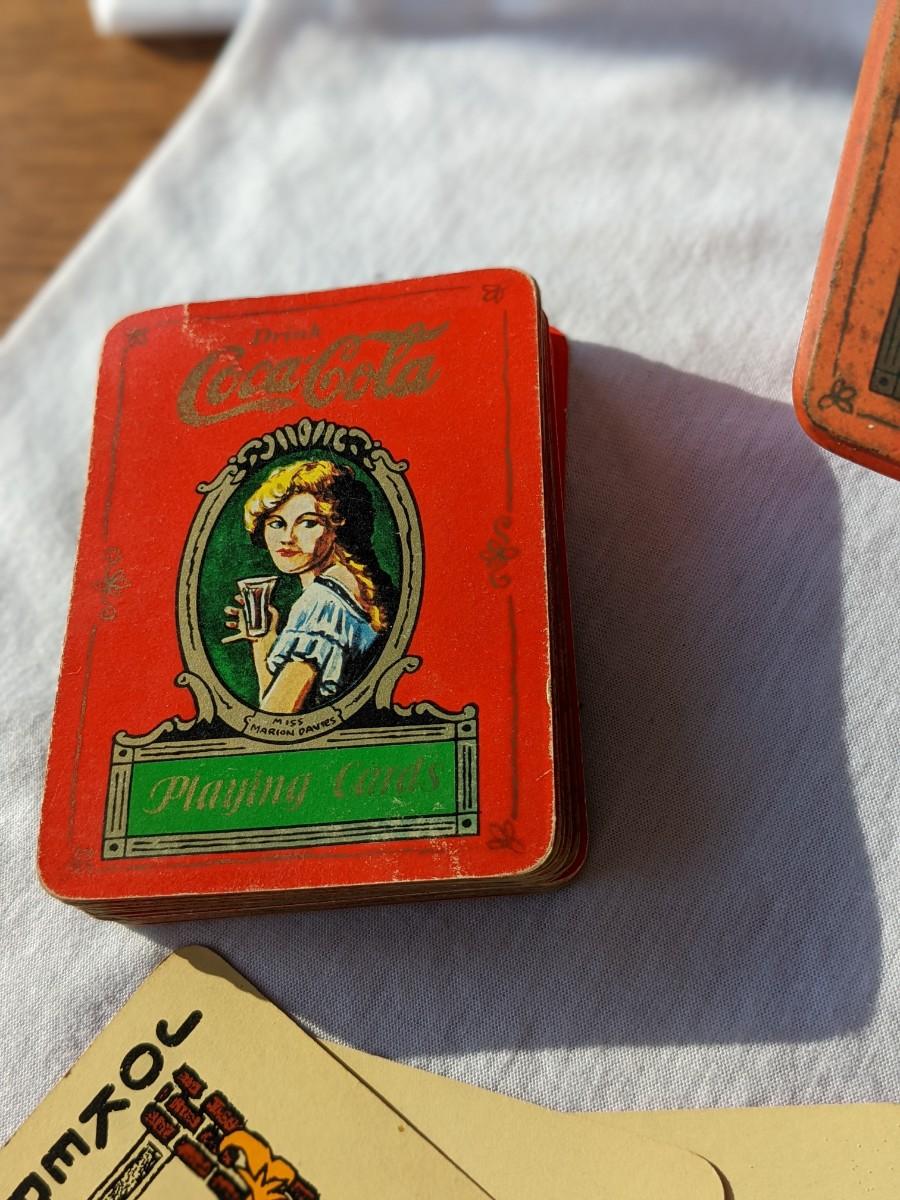 Drink
Coca-Cola
MISS
MARION DAVIES
Playing Cards
JOKER